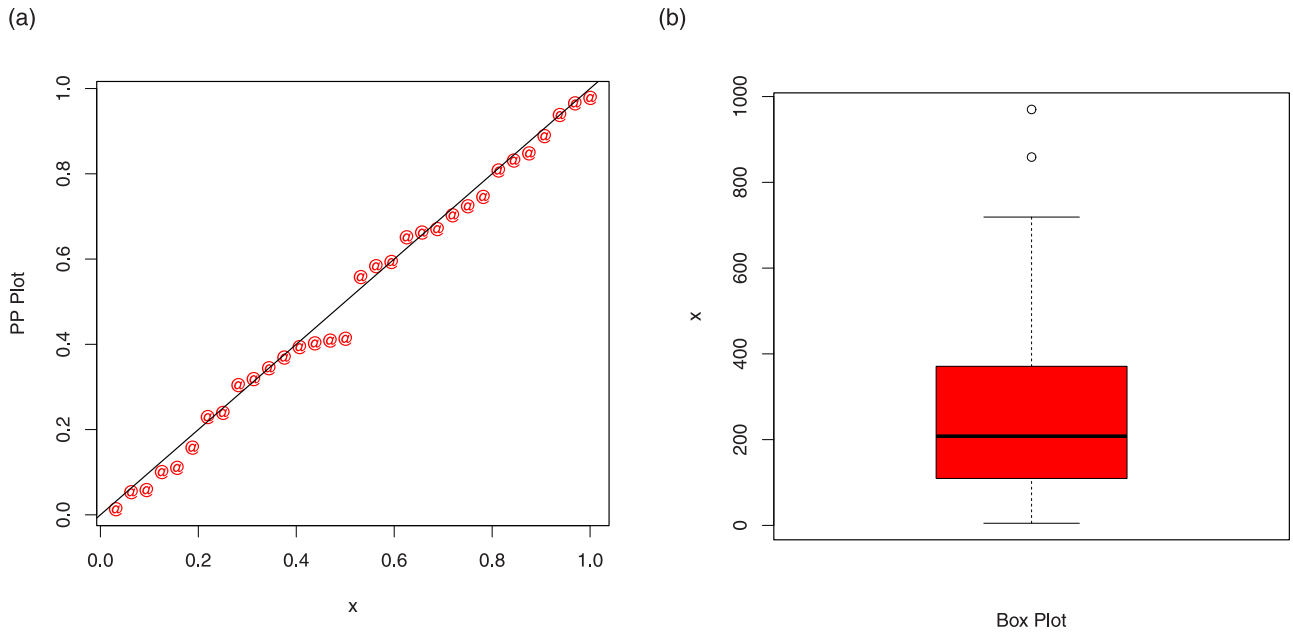 (a)
PP Plot
0.0 0.2 0.4 0.6 0.8 1.0
@ @ @ @ @ @ @ @ @ @ @ @ @ @ @ @ @ @ @ @ @ @ @ @ @ @ @ @ @ @ @ @
0.0 0.2 0.4 0.6 0.8 1.0
x
(b)
x
0 200 400 600 800 1000
Box Plot